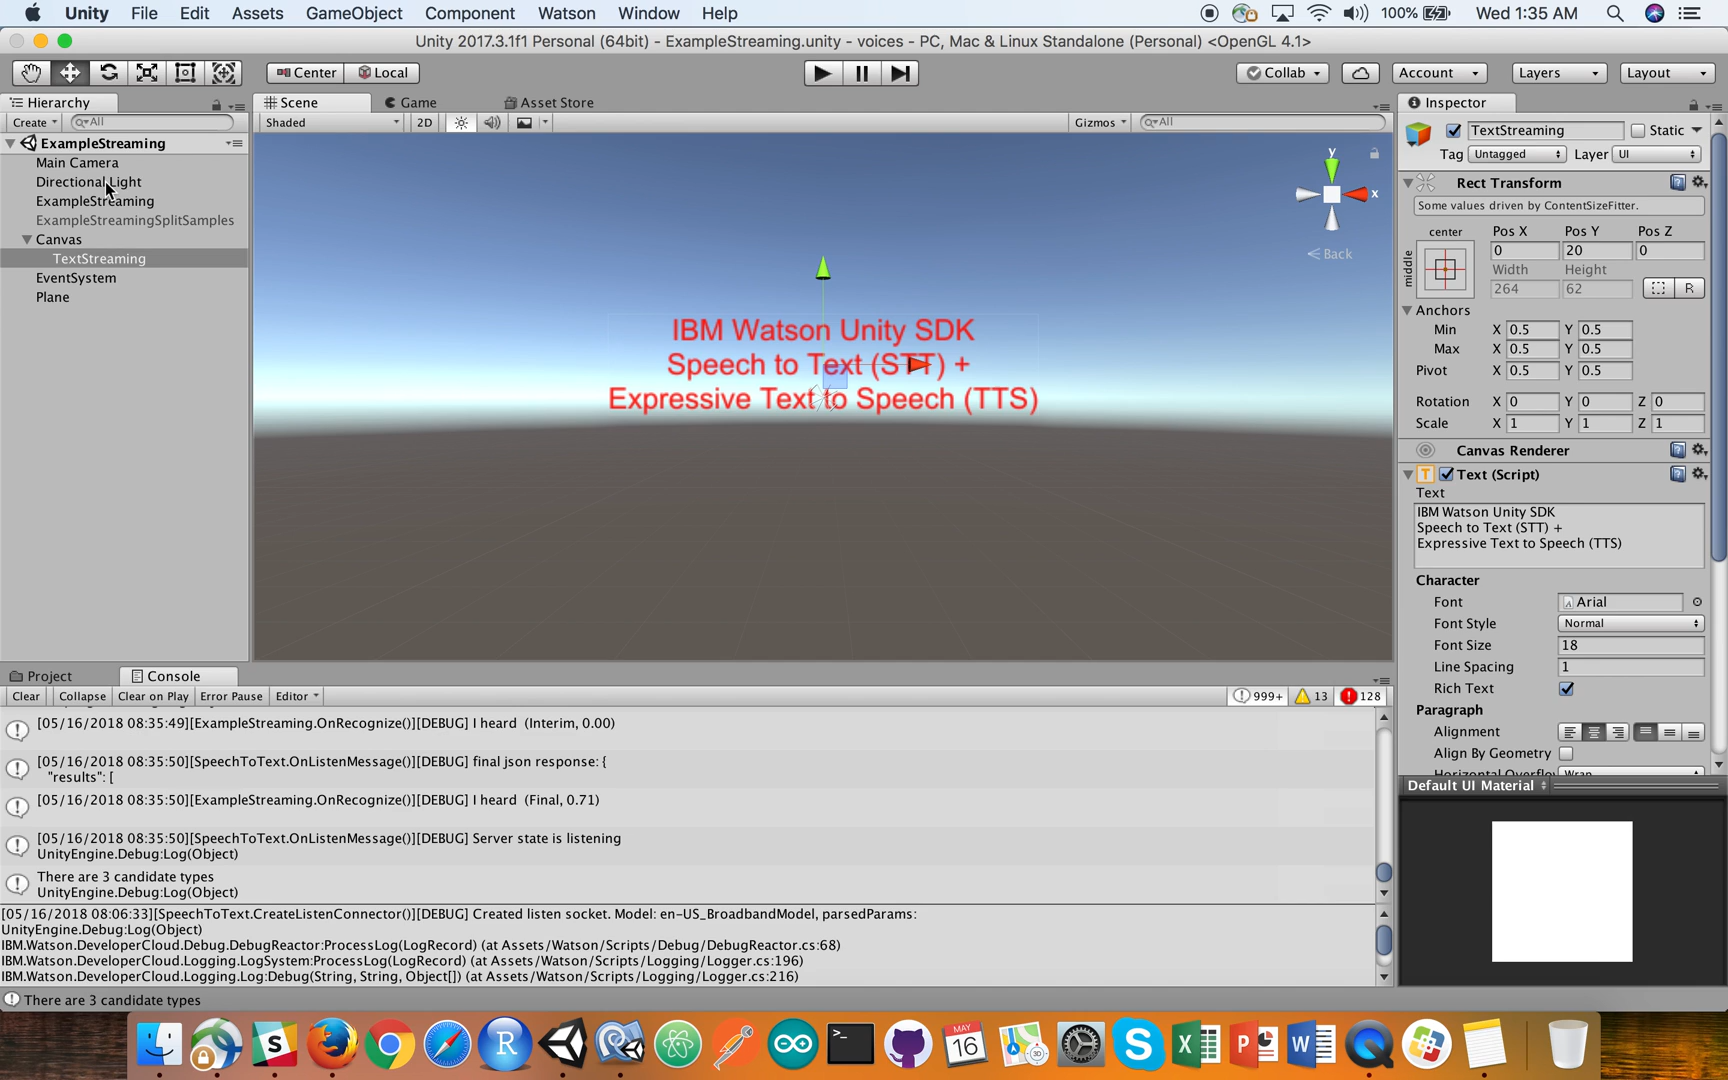 Unity File Edit Assets GameObject Component Watson Window Help 100% Wed 1:35 AM
Unity 2017.3.1f1 Personal (64bit) - ExampleStreaming.unity - voices - PC, Mac & Linux Standalone (Personal) <OpenGL 4.1>
Center Local Collab Account Layers Layout
Hierarchy
Create All
ExampleStreaming
Main Camera
Directional Light
ExampleStreaming
ExampleStreamingSplitSamples
Canvas
TextStreaming
EventSystem
Plane
Scene Game Asset Store
Shaded 2D Gizmos All
y
x
Back
IBM Watson Unity SDK
Speech to Text (STT) +
Expressive Text to Speech (TTS)
Inspector
TextStreaming Static
Tag Untagged Layer UI
Rect Transform
Some values driven by ContentSizeFitter.
center Pos X Pos Y Pos Z
middle 0 20 0
Width Height
264 62 R
Anchors
Min X 0.5 Y 0.5
Max X 0.5 Y 0.5
Pivot X 0.5 Y 0.5
Rotation X 0 Y 0 Z 0
Scale X 1 Y 1 Z 1
Canvas Renderer
T Text (Script)
Text
IBM Watson Unity SDK
Speech to Text (STT) +
Expressive Text to Speech (TTS)
Character
Font Arial
Font Style Normal
Font Size 18
Line Spacing 1
Rich Text
Paragraph
Alignment
Align By Geometry
Horizontal Overflow Wrap
Default UI Material
Project Console
Clear Collapse Clear on Play Error Pause Editor 999+ 13 128
[05/16/2018 08:35:49][ExampleStreaming.OnRecognize()][DEBUG] I heard (Interim, 0.00)
[05/16/2018 08:35:50][SpeechToText.OnListenMessage()][DEBUG] final json response: {
"results": [
[05/16/2018 08:35:50][ExampleStreaming.OnRecognize()][DEBUG] I heard (Final, 0.71)
[05/16/2018 08:35:50][SpeechToText.OnListenMessage()][DEBUG] Server state is listening
UnityEngine.Debug:Log(Object)
There are 3 candidate types
UnityEngine.Debug:Log(Object)
[05/16/2018 08:06:33][SpeechToText.CreateListenConnector()][DEBUG] Created listen socket. Model: en-US_BroadbandModel, parsedParams:
UnityEngine.Debug:Log(Object)
IBM.Watson.DeveloperCloud.Debug.DebugReactor:ProcessLog(LogRecord) (at Assets/Watson/Scripts/Debug/DebugReactor.cs:68)
IBM.Watson.DeveloperCloud.Logging.LogSystem:ProcessLog(LogRecord) (at Assets/Watson/Scripts/Logging/Logger.cs:196)
IBM.Watson.DeveloperCloud.Logging.Log:Debug(String, String, Object[]) (at Assets/Watson/Scripts/Logging/Logger.cs:216)
There are 3 candidate types
S R >_ MAY 16 3D S X P W